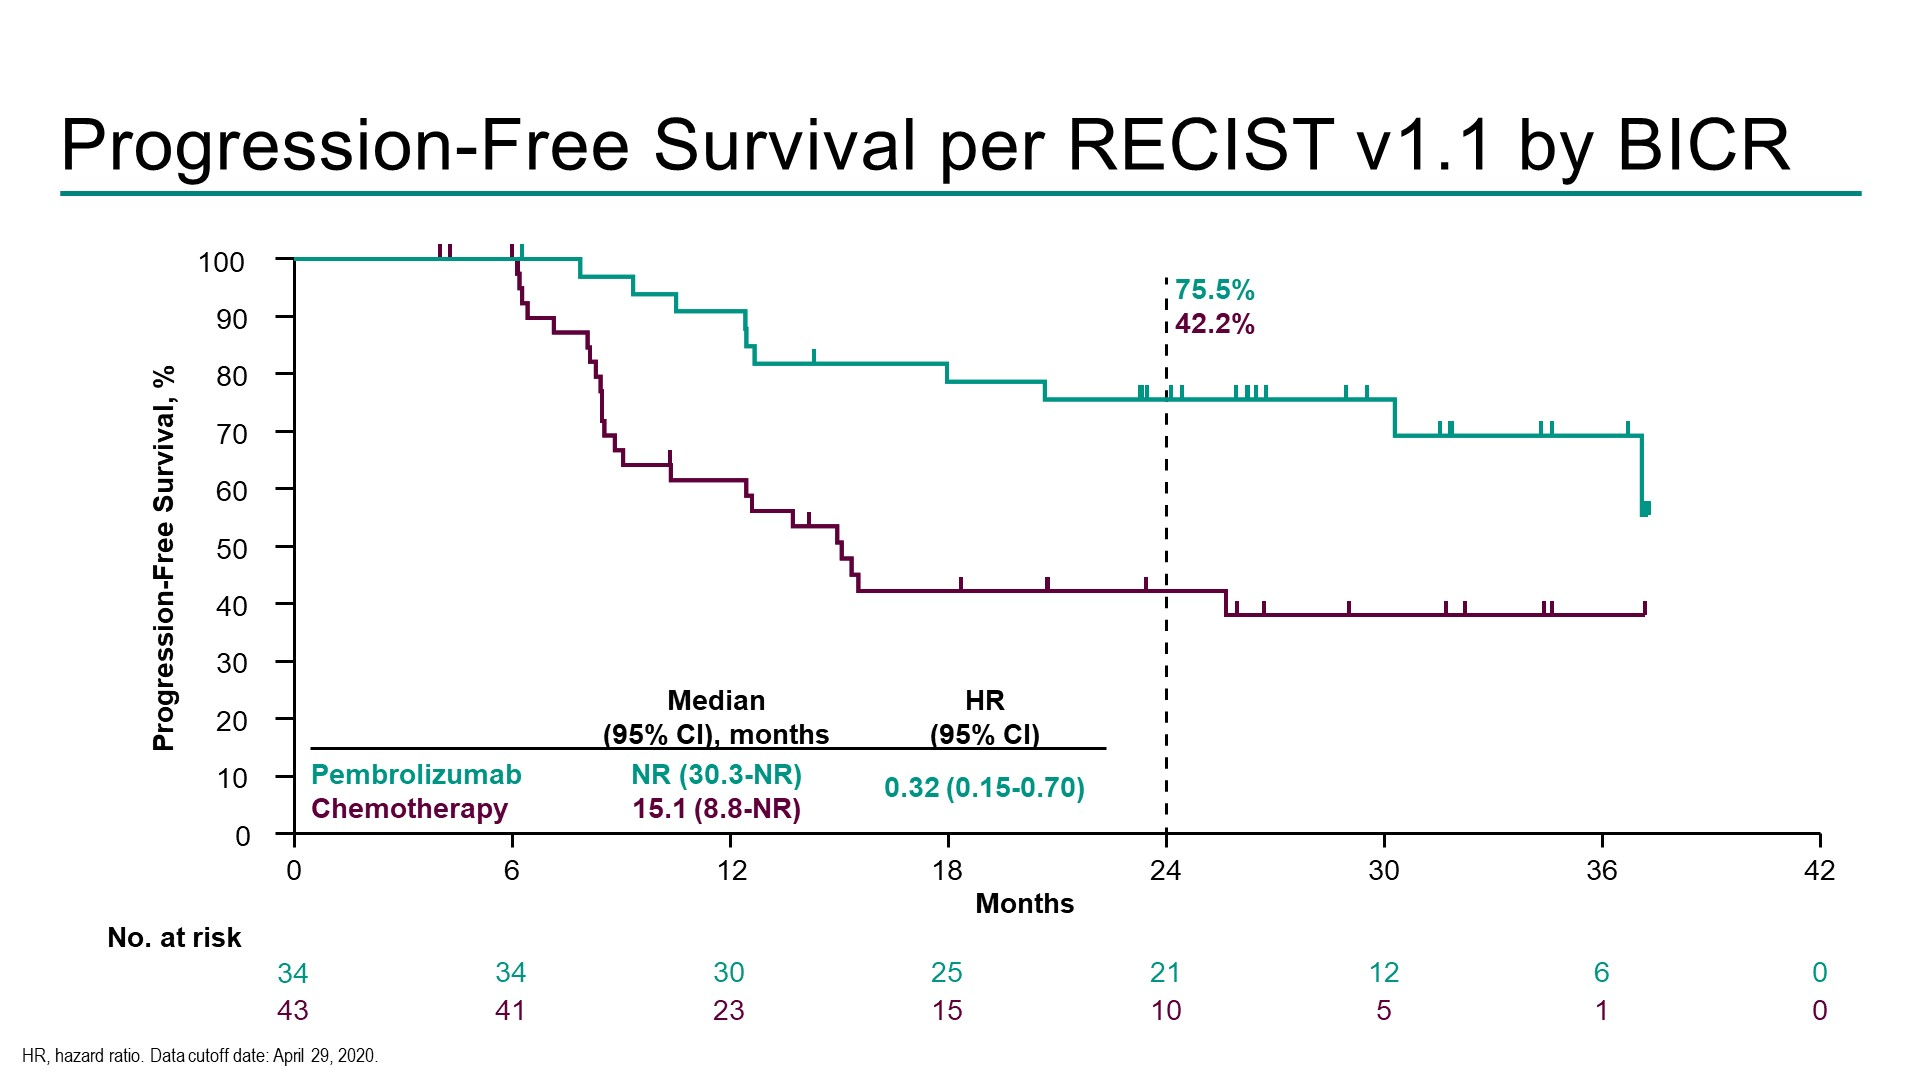 Progression-Free Survival per RECIST v1.1 by BICR
Progression-Free Survival, %
100
90
80
70
60
50
40
30
20
10
0
75.5%
42.2%
Median HR
(95% CI), months (95% CI)
Pembrolizumab NR (30.3-NR) 0.32 (0.15-0.70)
Chemotherapy 15.1 (8.8-NR)
0 6 12 18 24 30 36 42
Months
No. at risk
34 34 30 25 21 12 6 0
43 41 23 15 10 5 1 0
HR, hazard ratio. Data cutoff date: April 29, 2020.